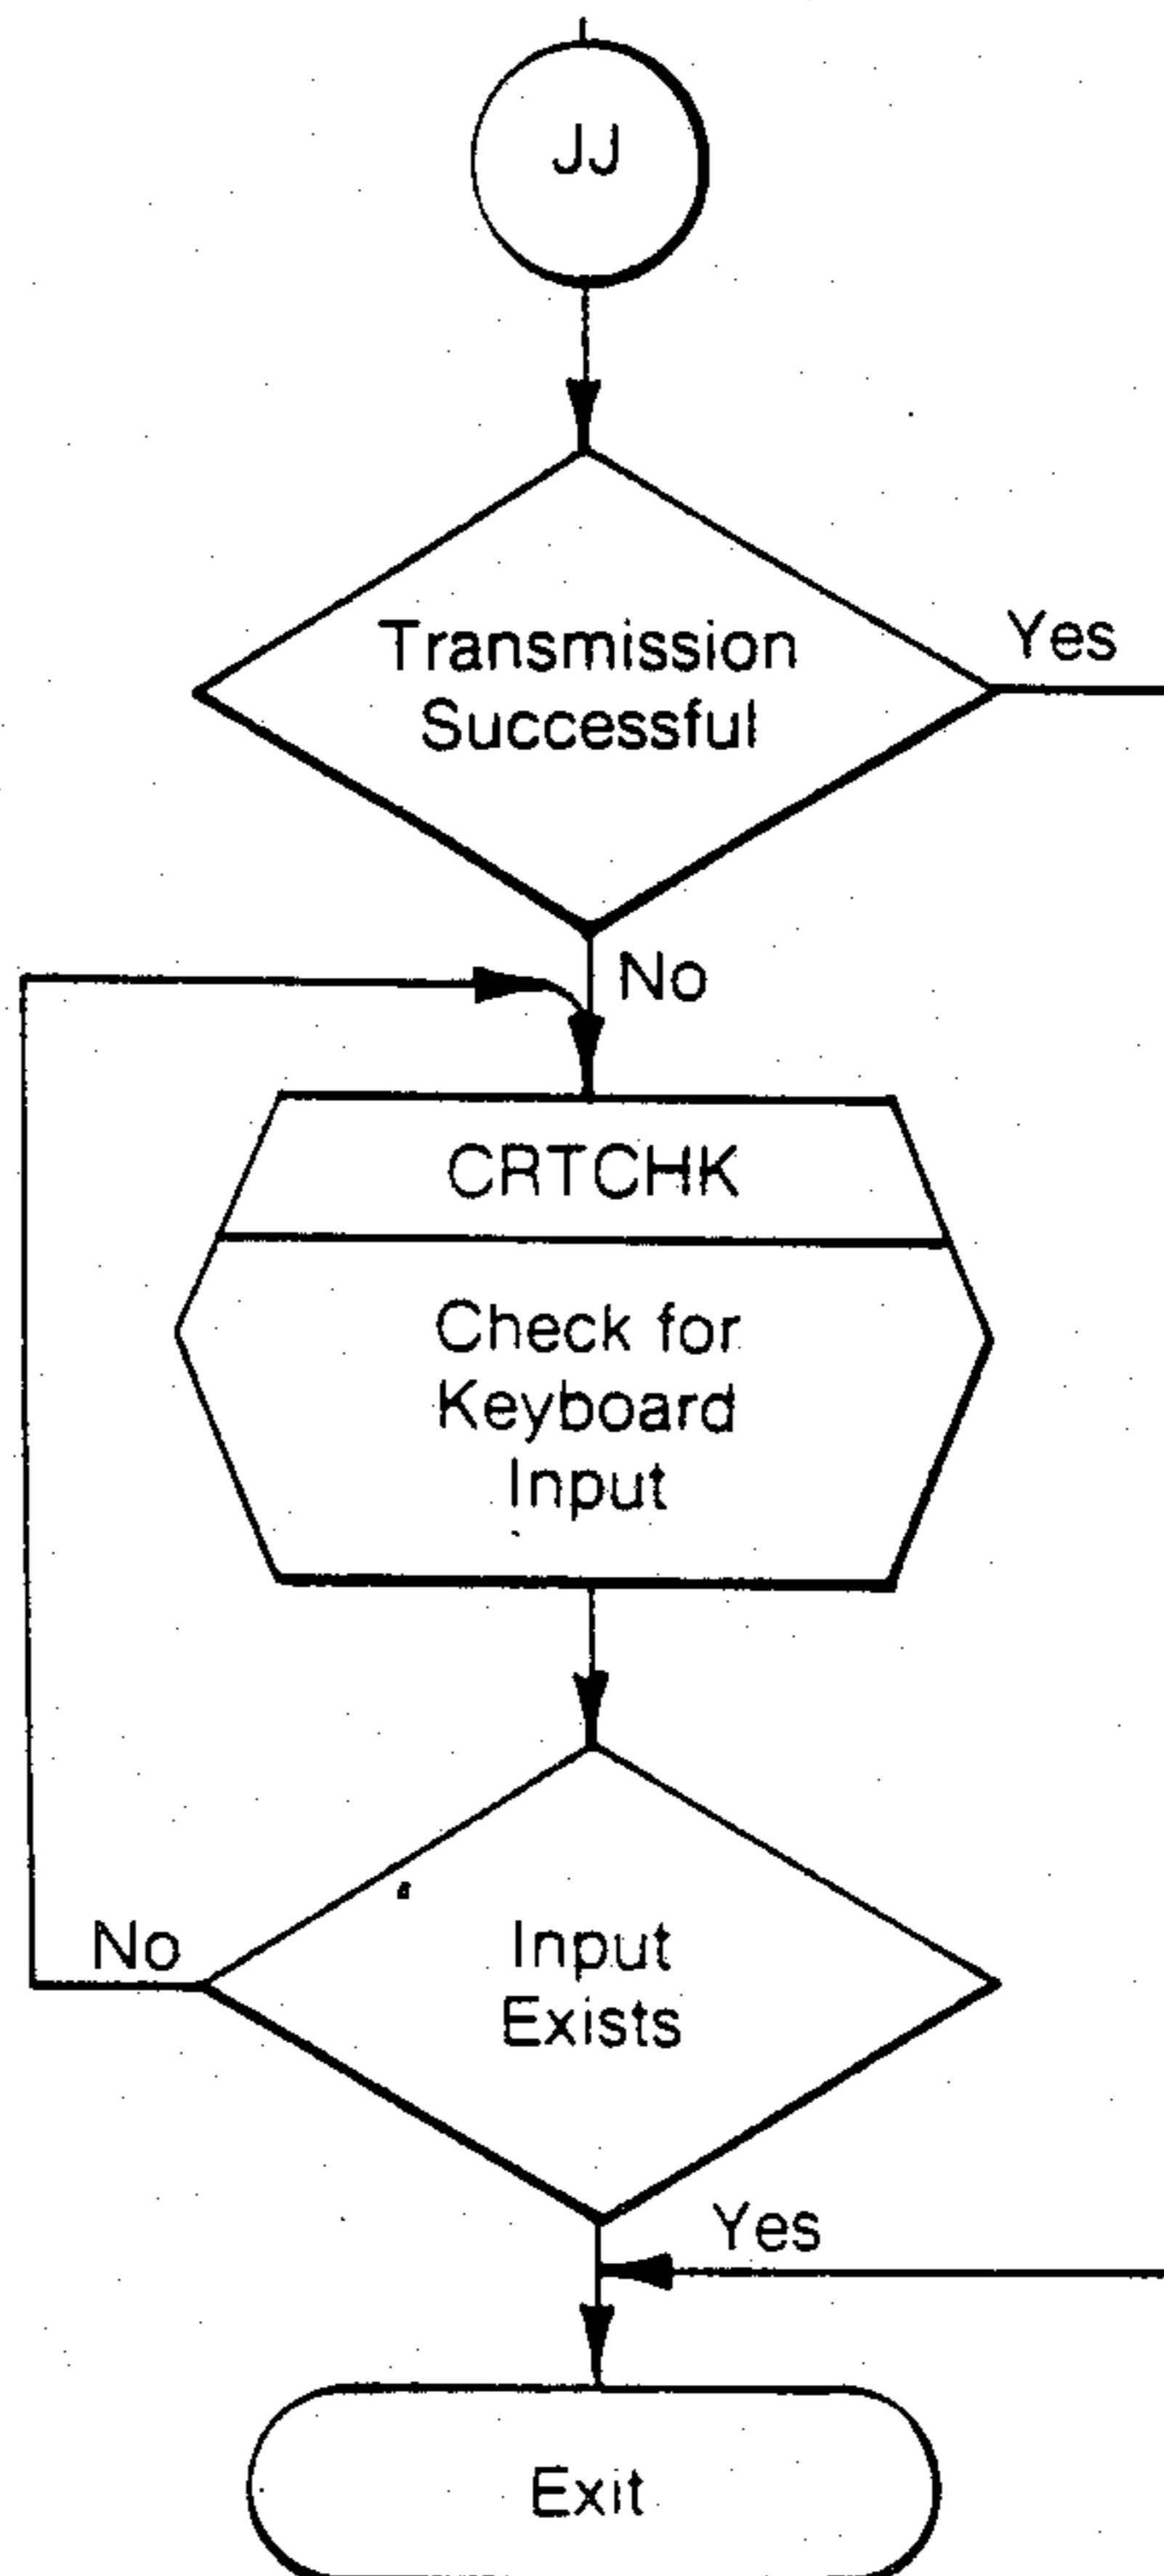 JJ
Transmission
Successful
Yes
No
CRTCHK
Check for
Keyboard
Input
No
Input
Exists
Yes
Exit